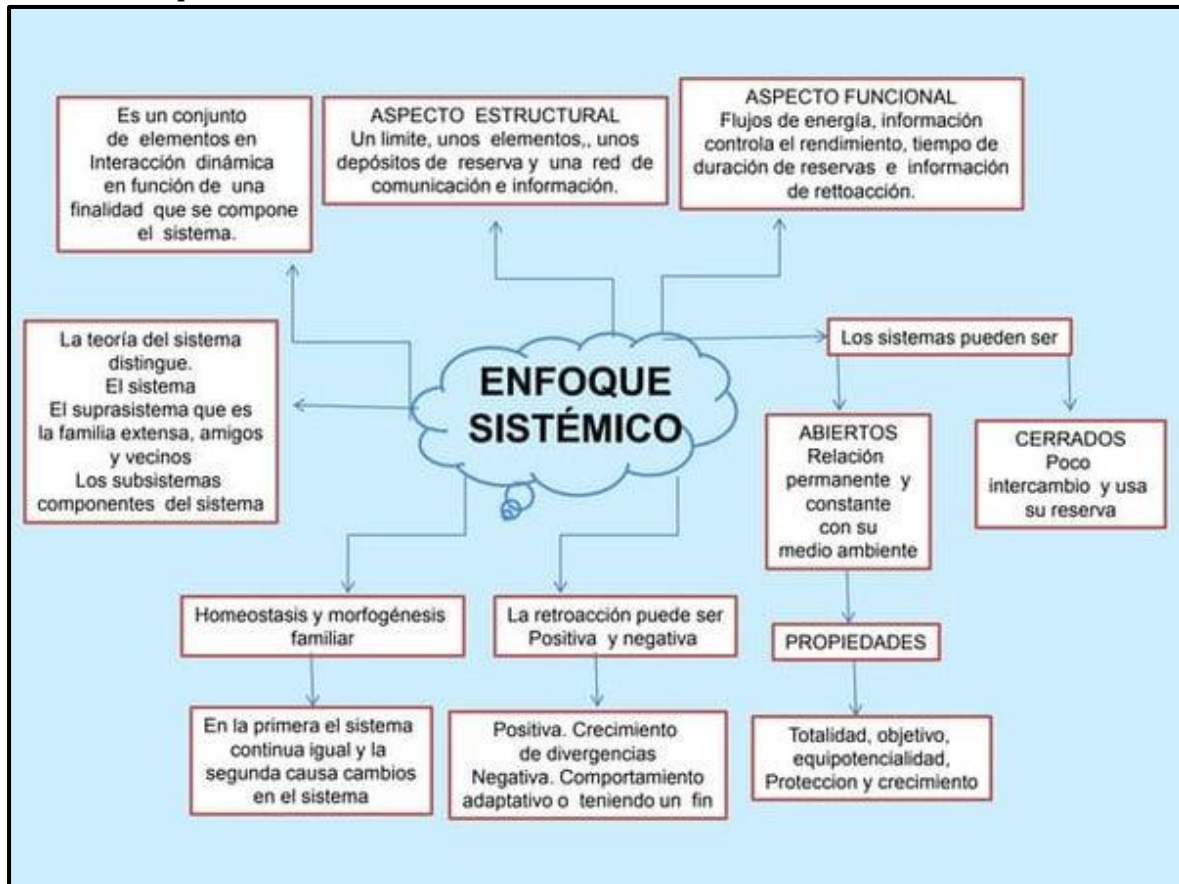 Es un conjunto
de elementos en
Interacción dinámica
en función de una
finalidad que se compone
el sistema.
ASPECTO ESTRUCTURAL
Un limite, unos elementos,, unos
depósitos de reserva y una red de
comunicación e información.
ASPECTO FUNCIONAL
Flujos de energía, información
controla el rendimiento, tiempo de
duración de reservas e información
de rettoacción.
La teoría del sistema
distingue.
El sistema
El suprasistema que es
la familia extensa, amigos
y vecinos
Los subsistemas
componentes del sistema
ENFOQUE
SISTÉMICO
Los sistemas pueden ser
ABIERTOS
Relación
permanente y
constante
con su
medio ambiente
CERRADOS
Poco
intercambio y usa
su reserva
Homeostasis y morfogénesis
familiar
La retroacción puede ser
Positiva y negativa
PROPIEDADES
En la primera el sistema
continua igual y la
segunda causa cambios
en el sistema
Positiva. Crecimiento
de divergencias
Negativa. Comportamiento
adaptativo o teniendo un fin
Totalidad, objetivo,
equipotencialidad,
Proteccion y crecimiento